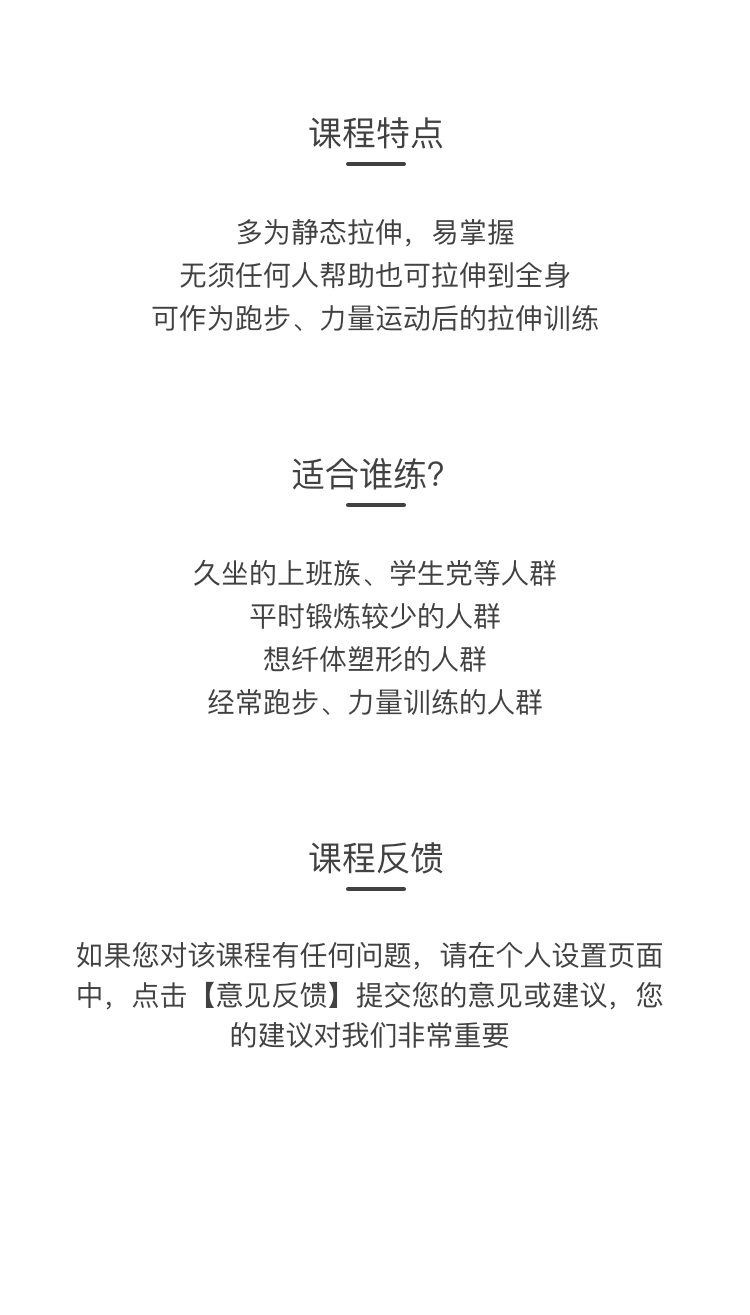 课程特点
多为静态拉伸，易掌握
无须任何人帮助也可拉伸到全身
可作为跑步、力量运动后的拉伸训练
适合谁练？
久坐的上班族、学生党等人群
平时锻炼较少的人群
想纤体塑形的人群
经常跑步、力量训练的人群
课程反馈
如果您对该课程有任何问题，请在个人设置页面
中，点击【意见反馈】提交您的意见或建议，您
的建议对我们非常重要